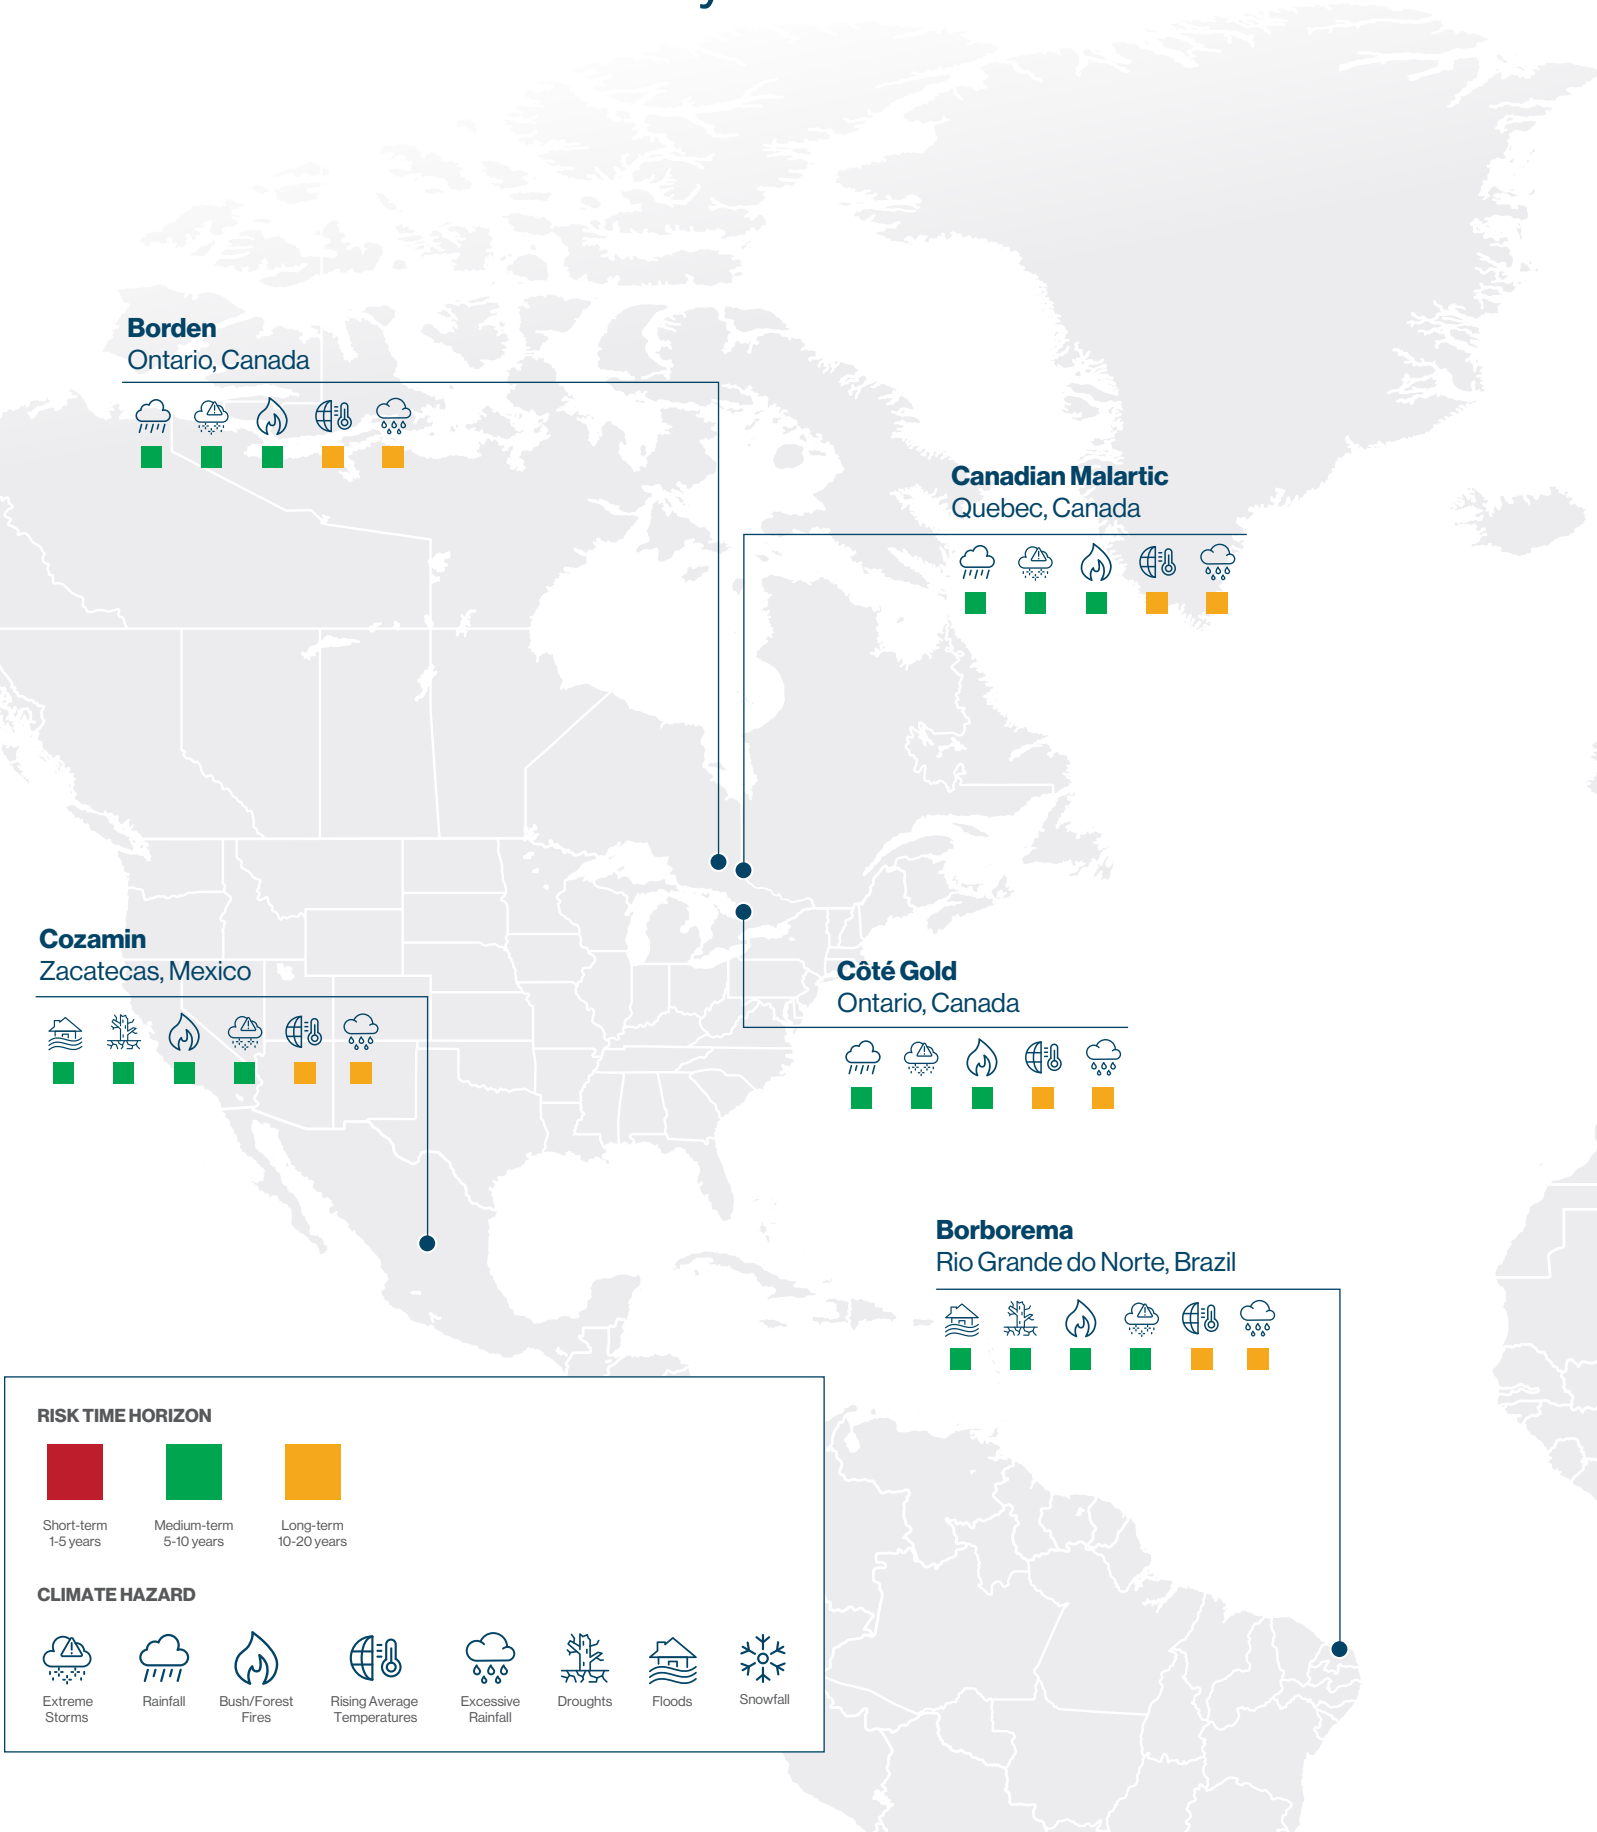 Borden
Ontario, Canada
Canadian Malartic
Quebec, Canada
Cozamin
Zacatecas, Mexico
Côté Gold
Ontario, Canada
Borborema
Rio Grande do Norte, Brazil
RISK TIME HORIZON
Short-term
1-5 years
Medium-term
5-10 years
Long-term
10-20 years
CLIMATE HAZARD
Extreme
Storms
Rainfall
Bush/Forest
Fires
Rising Average
Temperatures
Excessive
Rainfall
Droughts
Floods
Snowfall